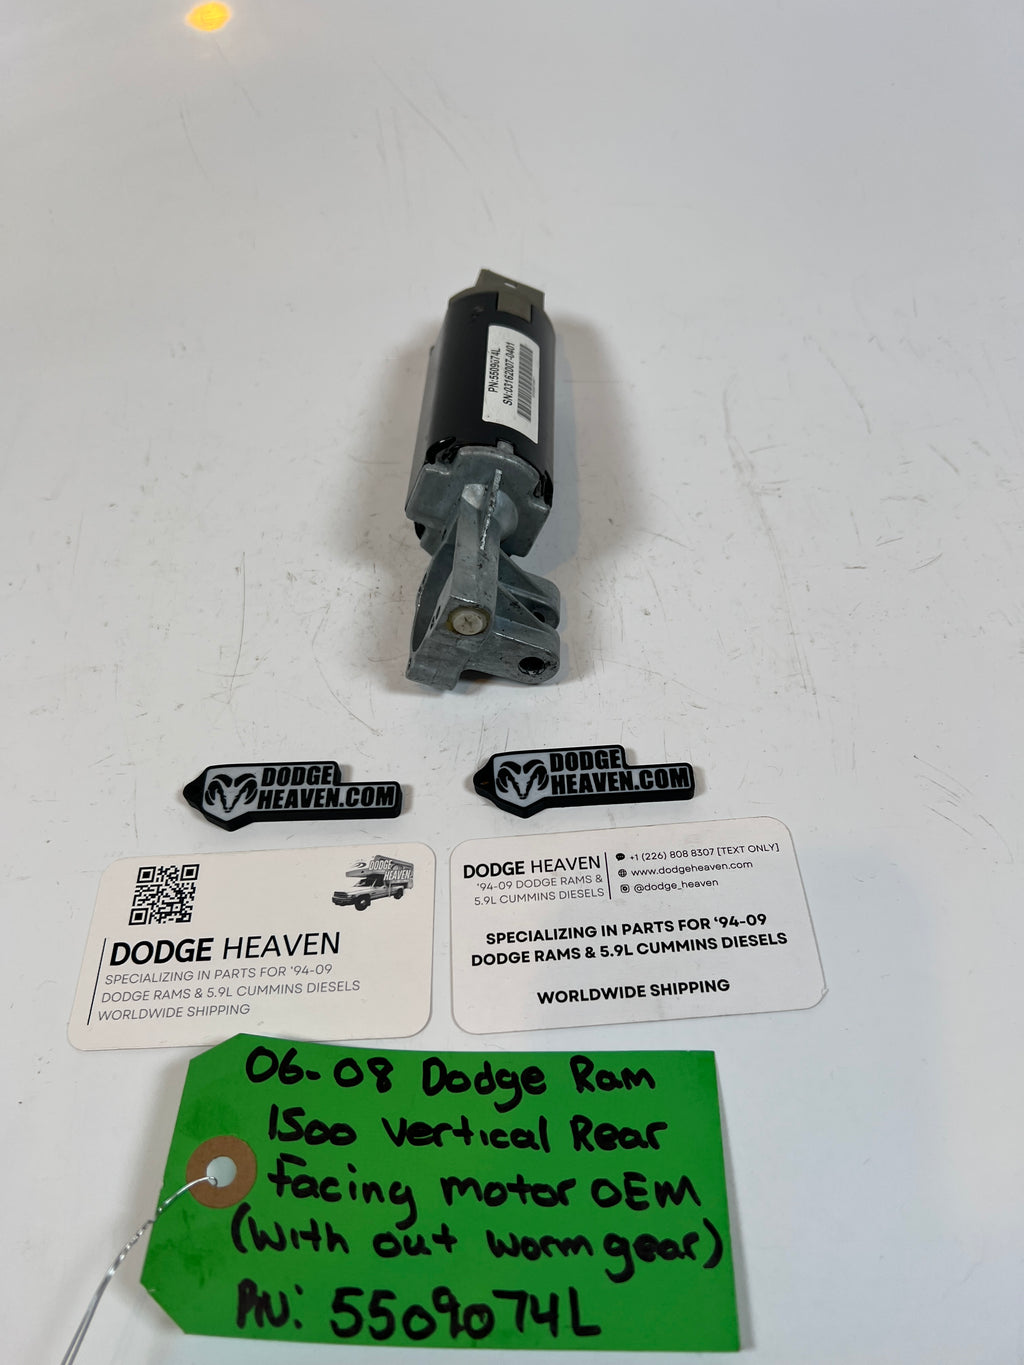 PN:5509074L
SN:03162007-0401
DODGE
HEAVEN.COM
DODGE
HEAVEN.COM
DODGE
HEAVEN
DODGE HEAVEN
SPECIALIZING IN PARTS FOR '94-09
DODGE RAMS & 5.9L CUMMINS DIESELS
WORLDWIDE SHIPPING
DODGE HEAVEN
'94-09 DODGE RAMS &
5.9L CUMMINS DIESELS
+1 (226) 808 8307 [TEXT ONLY]
www.dodgeheaven.com
@dodge_heaven
SPECIALIZING IN PARTS FOR '94-09
DODGE RAMS & 5.9L CUMMINS DIESELS
WORLDWIDE SHIPPING
06-08 Dodge Ram
1500 Vertical Rear
Facing motor OEM
(with out worm gear)
PN: 5509074L